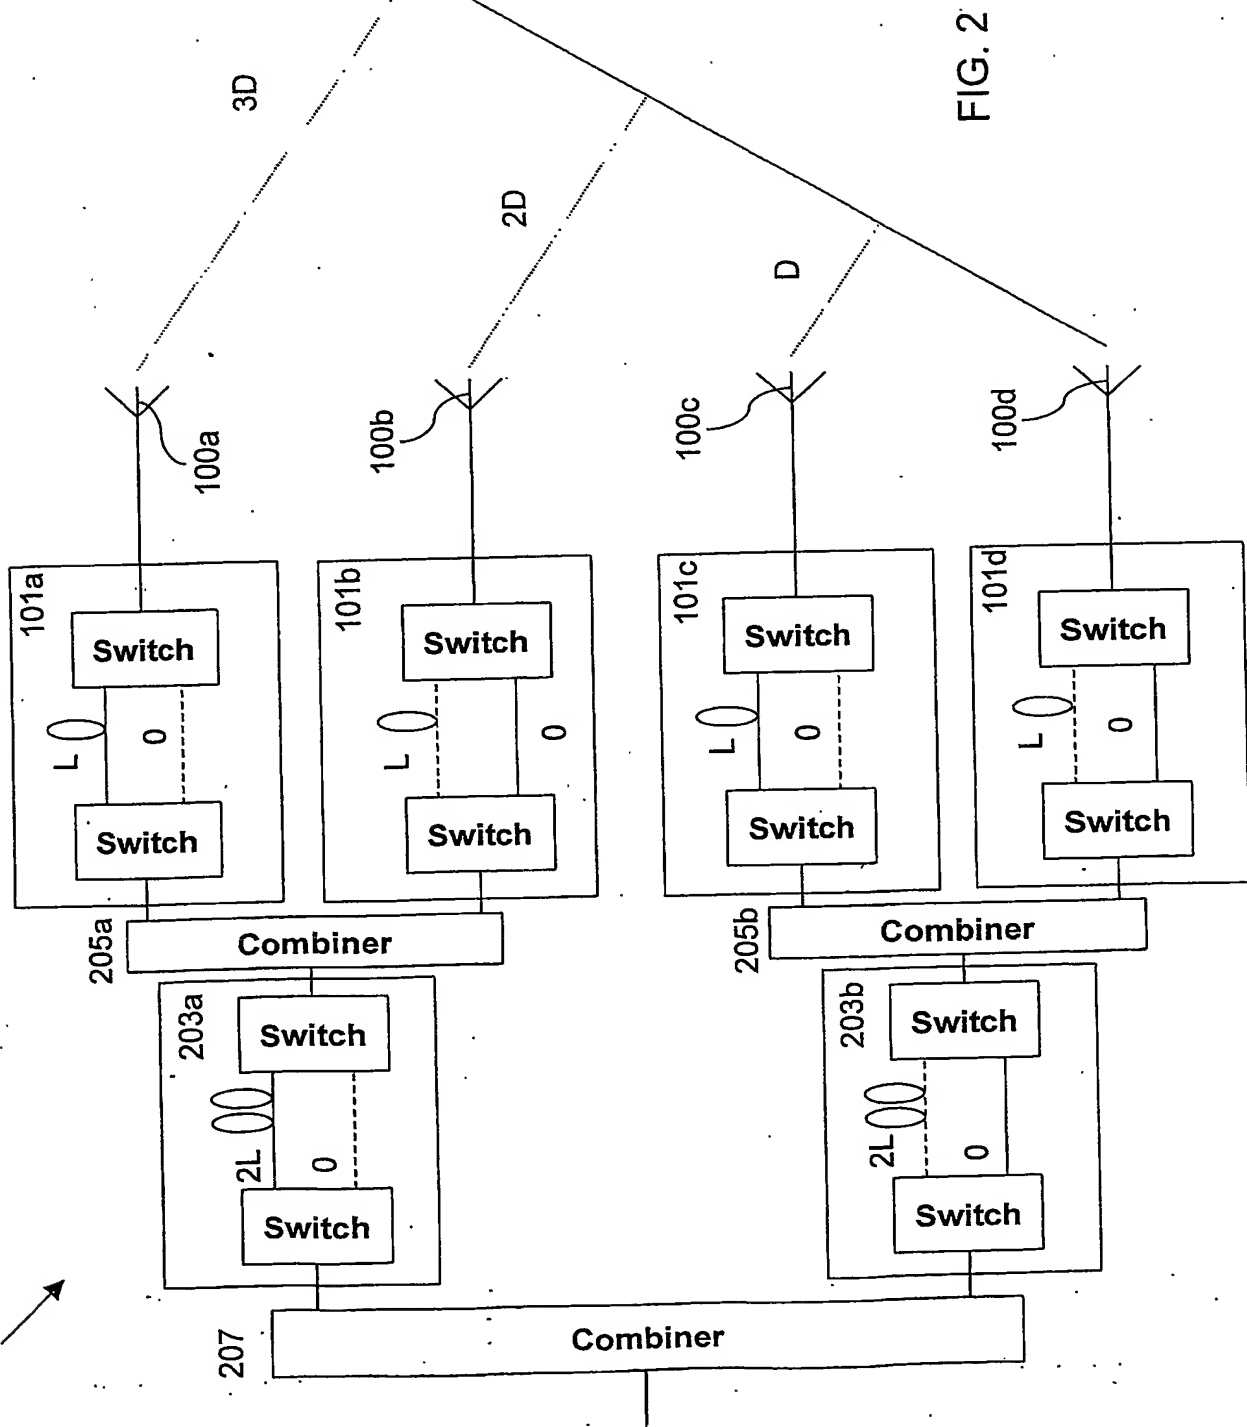 FIG. 2
3D
2D
D
100a
100b
100c
100d
101a
Switch
L
0
Switch
101b
Switch
L
0
Switch
101c
Switch
L
0
Switch
101d
Switch
L
0
Switch
205a
Combiner
205b
Combiner
203a
Switch
2L
0
Switch
203b
Switch
2L
0
Switch
207
Combiner